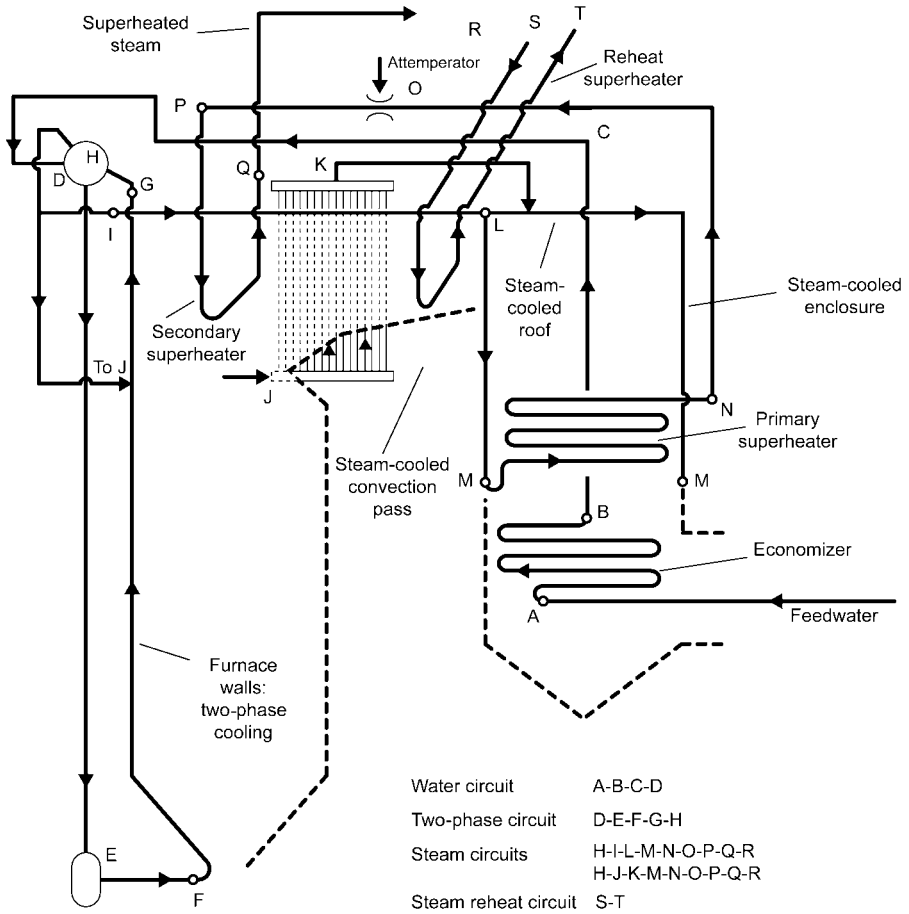 Superheated
steam
R
S
T
Attemperator
Reheat
superheater
P
O
H
C
D
G
Q
K
I
L
Steam-
cooled
roof
Steam-cooled
enclosure
Secondary
superheater
To J
J
N
Primary
superheater
Steam-cooled
convection
pass
M
M
B
Economizer
A
Feedwater
Furnace
walls:
two-phase
cooling
Water circuit A-B-C-D
Two-phase circuit D-E-F-G-H
Steam circuits H-I-L-M-N-O-P-Q-R
H-J-K-M-N-O-P-Q-R
Steam reheat circuit S-T
E
F